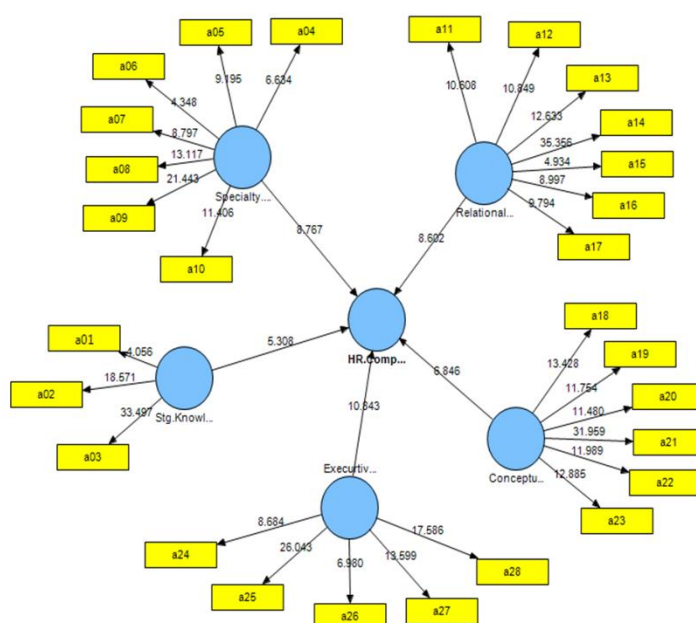 a05
a04
a06
9.195
6.634
4.348
a07
8.797
a08
13.117
21.443
a09
11.406
Specialty....
a10
a11
a12
10.608
10.849
a13
12.633
a14
35.356
4.934
a15
8.997
a16
9.794
Relational...
a17
8.767
8.602
HR.Comp...
a01
4.056
a02
18.571
33.497
a03
Stg.Knowl...
5.308
6.846
10.843
a18
13.428
a19
11.754
a20
11.480
31.959
a21
11.989
a22
12.885
Conceptu...
a23
Execurtiv...
8.684
a24
26.043
a25
6.980
a26
13.599
a27
17.586
a28